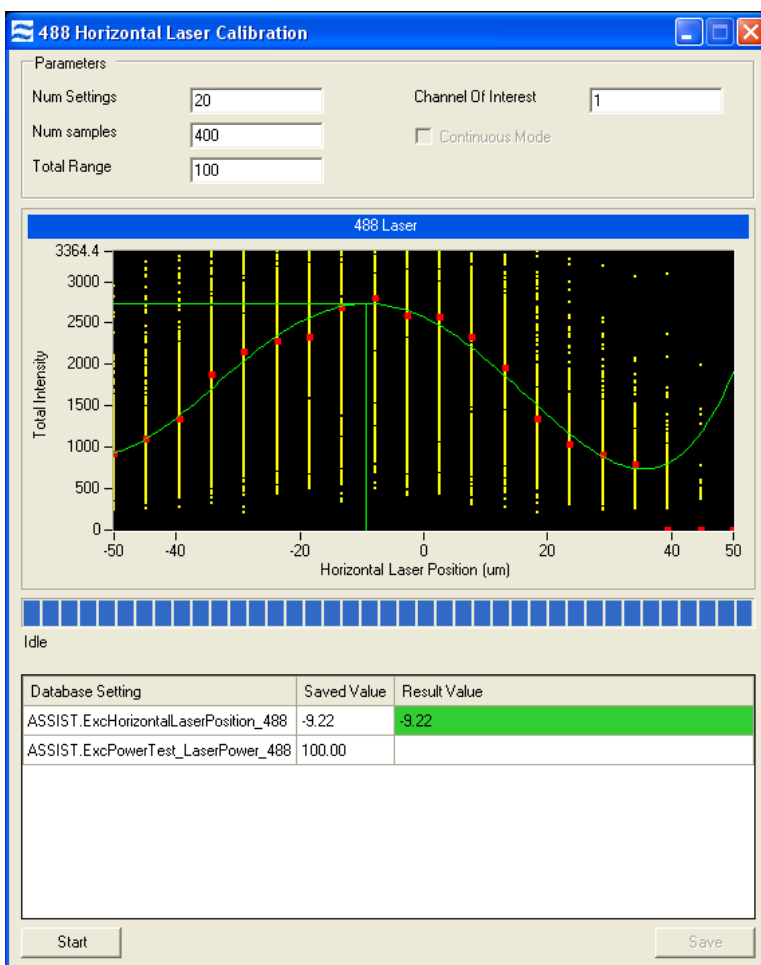 488 Horizontal Laser Calibration
Parameters
Num Settings 20 Channel Of Interest 1
Num samples 400 Continuous Mode
Total Range 100
488 Laser
3364.4
3000
2500
2000
1500
1000
500
0
Total Intensity
-50 -40 -20 0 20 40 50
Horizontal Laser Position (um)
Idle
Database Setting Saved Value Result Value
ASSIST.ExcHorizontalLaserPosition_488 -9.22 -9.22
ASSIST.ExcPowerTest_LaserPower_488 100.00
Start Save